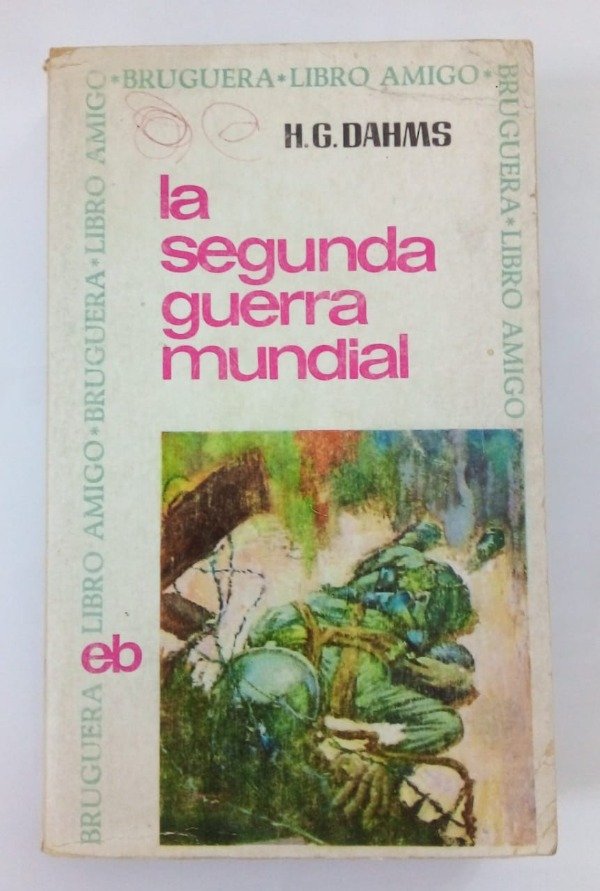 *BRUGUERA*LIBRO AMIGO*
H.G.DAHMS
la
segunda
guerra
mundial
eb
BRUGUERA*LIBRO AMIGO
BRUGUERA LIBRO AMIGO*BRUGUERA*LIBRO AMIGO